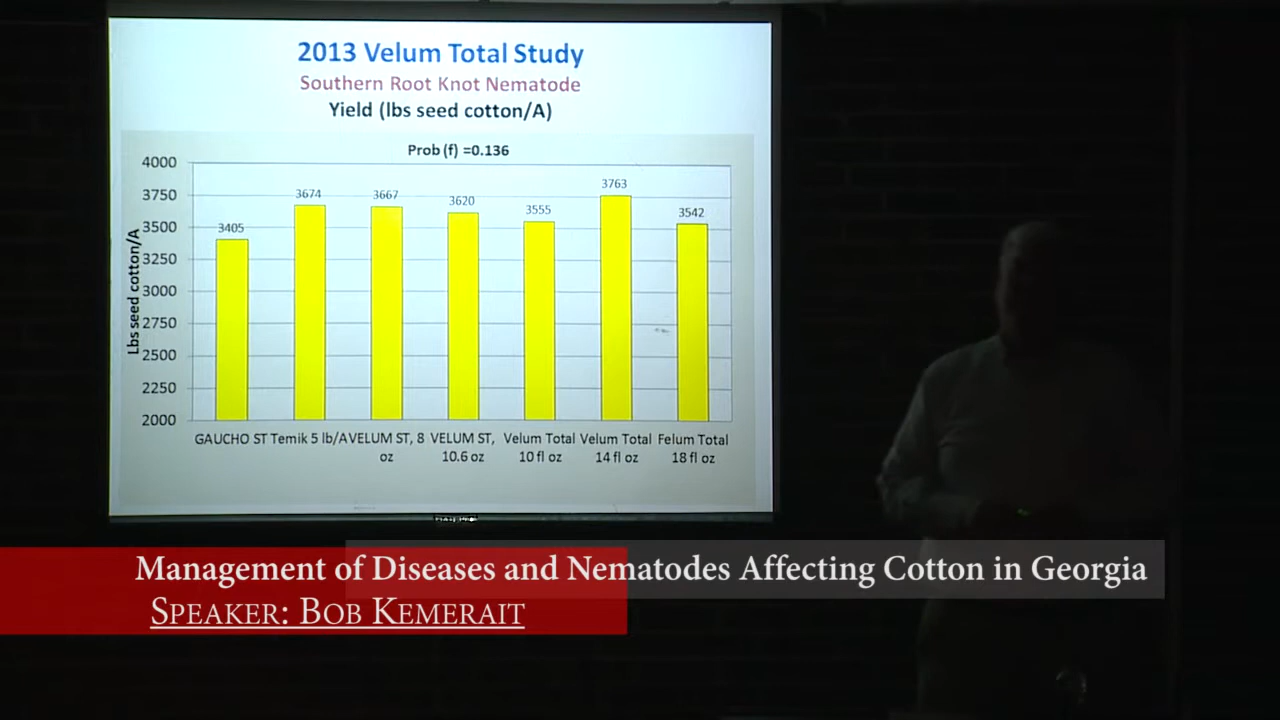 2013 Velum Total Study
Southern Root Knot Nematode
Yield (lbs seed cotton/A)
Prob (f) =0.136
Lbs seed cotton/A
4000
3750
3500
3250
3000
2750
2500
2250
2000
3405
3674
3667
3620
3555
3763
3542
GAUCHO ST
Temik 5 lb/A
VELUM ST, 8
oz
VELUM ST,
10.6 oz
Velum Total
10 fl oz
Velum Total
14 fl oz
Felum Total
18 fl oz
Management of Diseases and Nematodes Affecting Cotton in Georgia
SPEAKER: BOB KEMERAIT